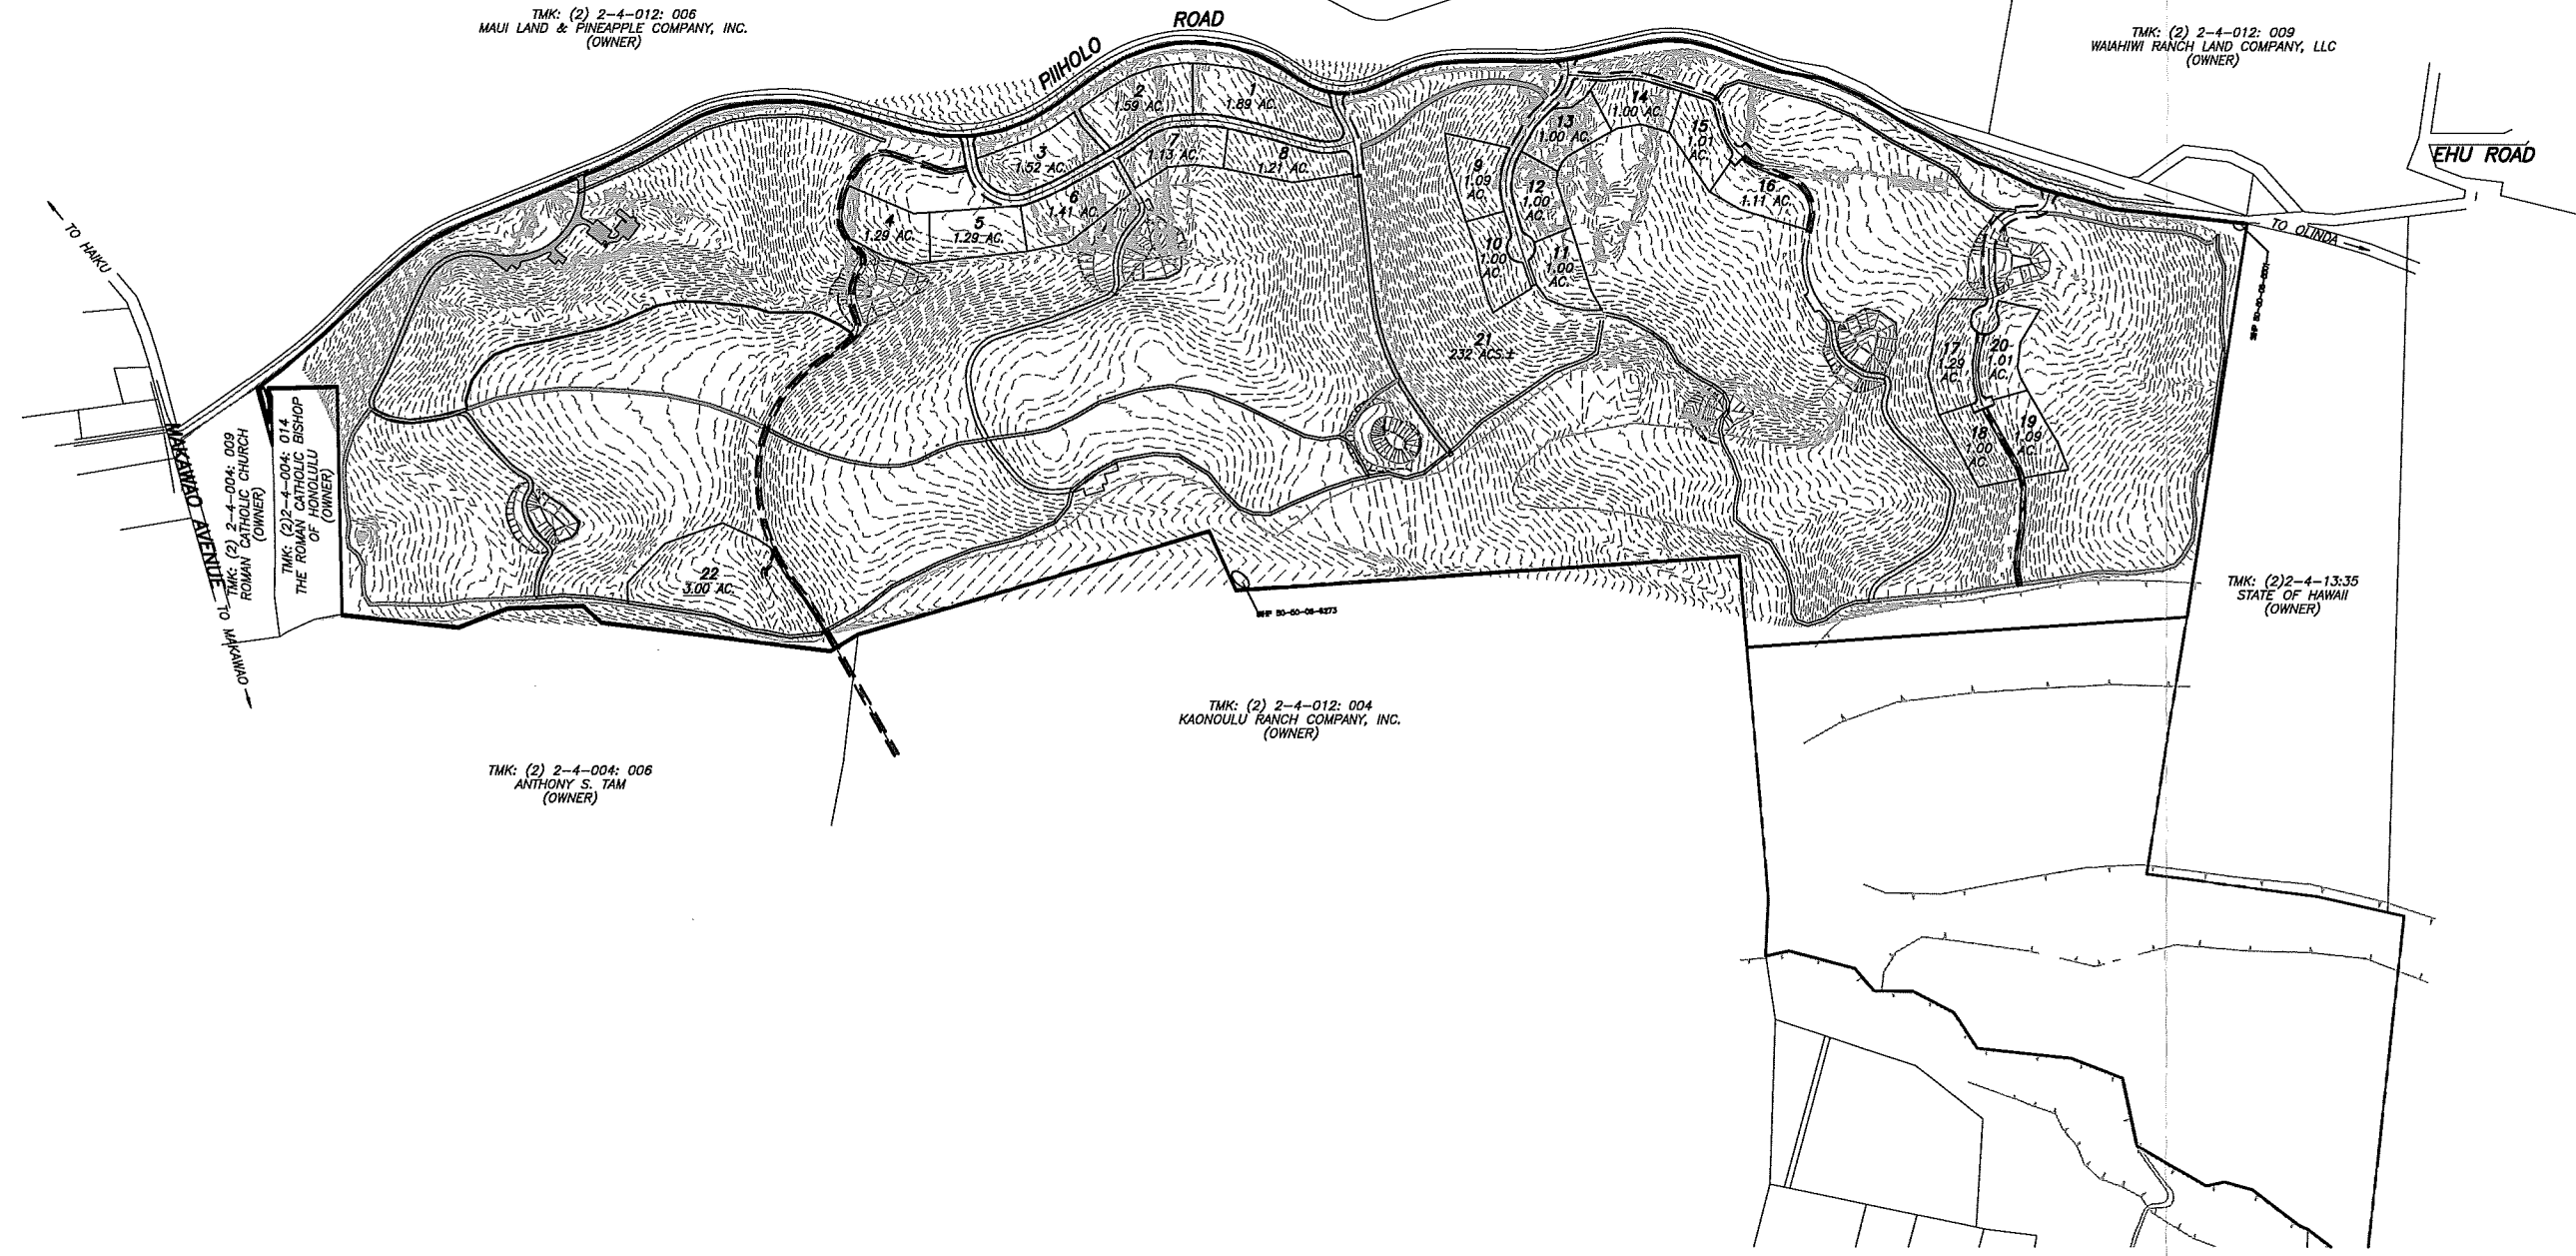 TMK: (2) 2-4-012: 006
MAUI LAND & PINEAPPLE COMPANY, INC.
(OWNER)
PIIHOLO
ROAD
TMK: (2) 2-4-012: 009
WAIAHIWI RANCH LAND COMPANY, LLC
(OWNER)
EHU ROAD
TO OLINDA
TO HAIKU
MAKAWAO AVENUE
TO MAKAWAO
TMK: (2) 2-4-004: 009
ROMAN CATHOLIC CHURCH
(OWNER)
TMK: (2)2-4-004: 014
THE ROMAN CATHOLIC BISHOP
OF HONOLULU
(OWNER)
1
1.89 AC.
2
1.59 AC.
3
1.52 AC.
4
1.29 AC.
5
1.29 AC.
6
1.41 AC.
7
1.13 AC.
8
1.21 AC.
9
1.09
AC.
10
1.00
AC.
11
1.00
AC.
12
1.00
AC.
13
1.00 AC.
14
1.00 AC.
15
1.01
AC.
16
1.11 AC.
17
1.29
AC.
18
1.00
AC.
19
1.09
AC.
20
1.01
AC.
21
232 ACS.±
22
3.00 AC.
TMK: (2)2-4-13:35
STATE OF HAWAII
(OWNER)
TMK: (2) 2-4-012: 004
KAONOULU RANCH COMPANY, INC.
(OWNER)
TMK: (2) 2-4-004: 006
ANTHONY S. TAM
(OWNER)